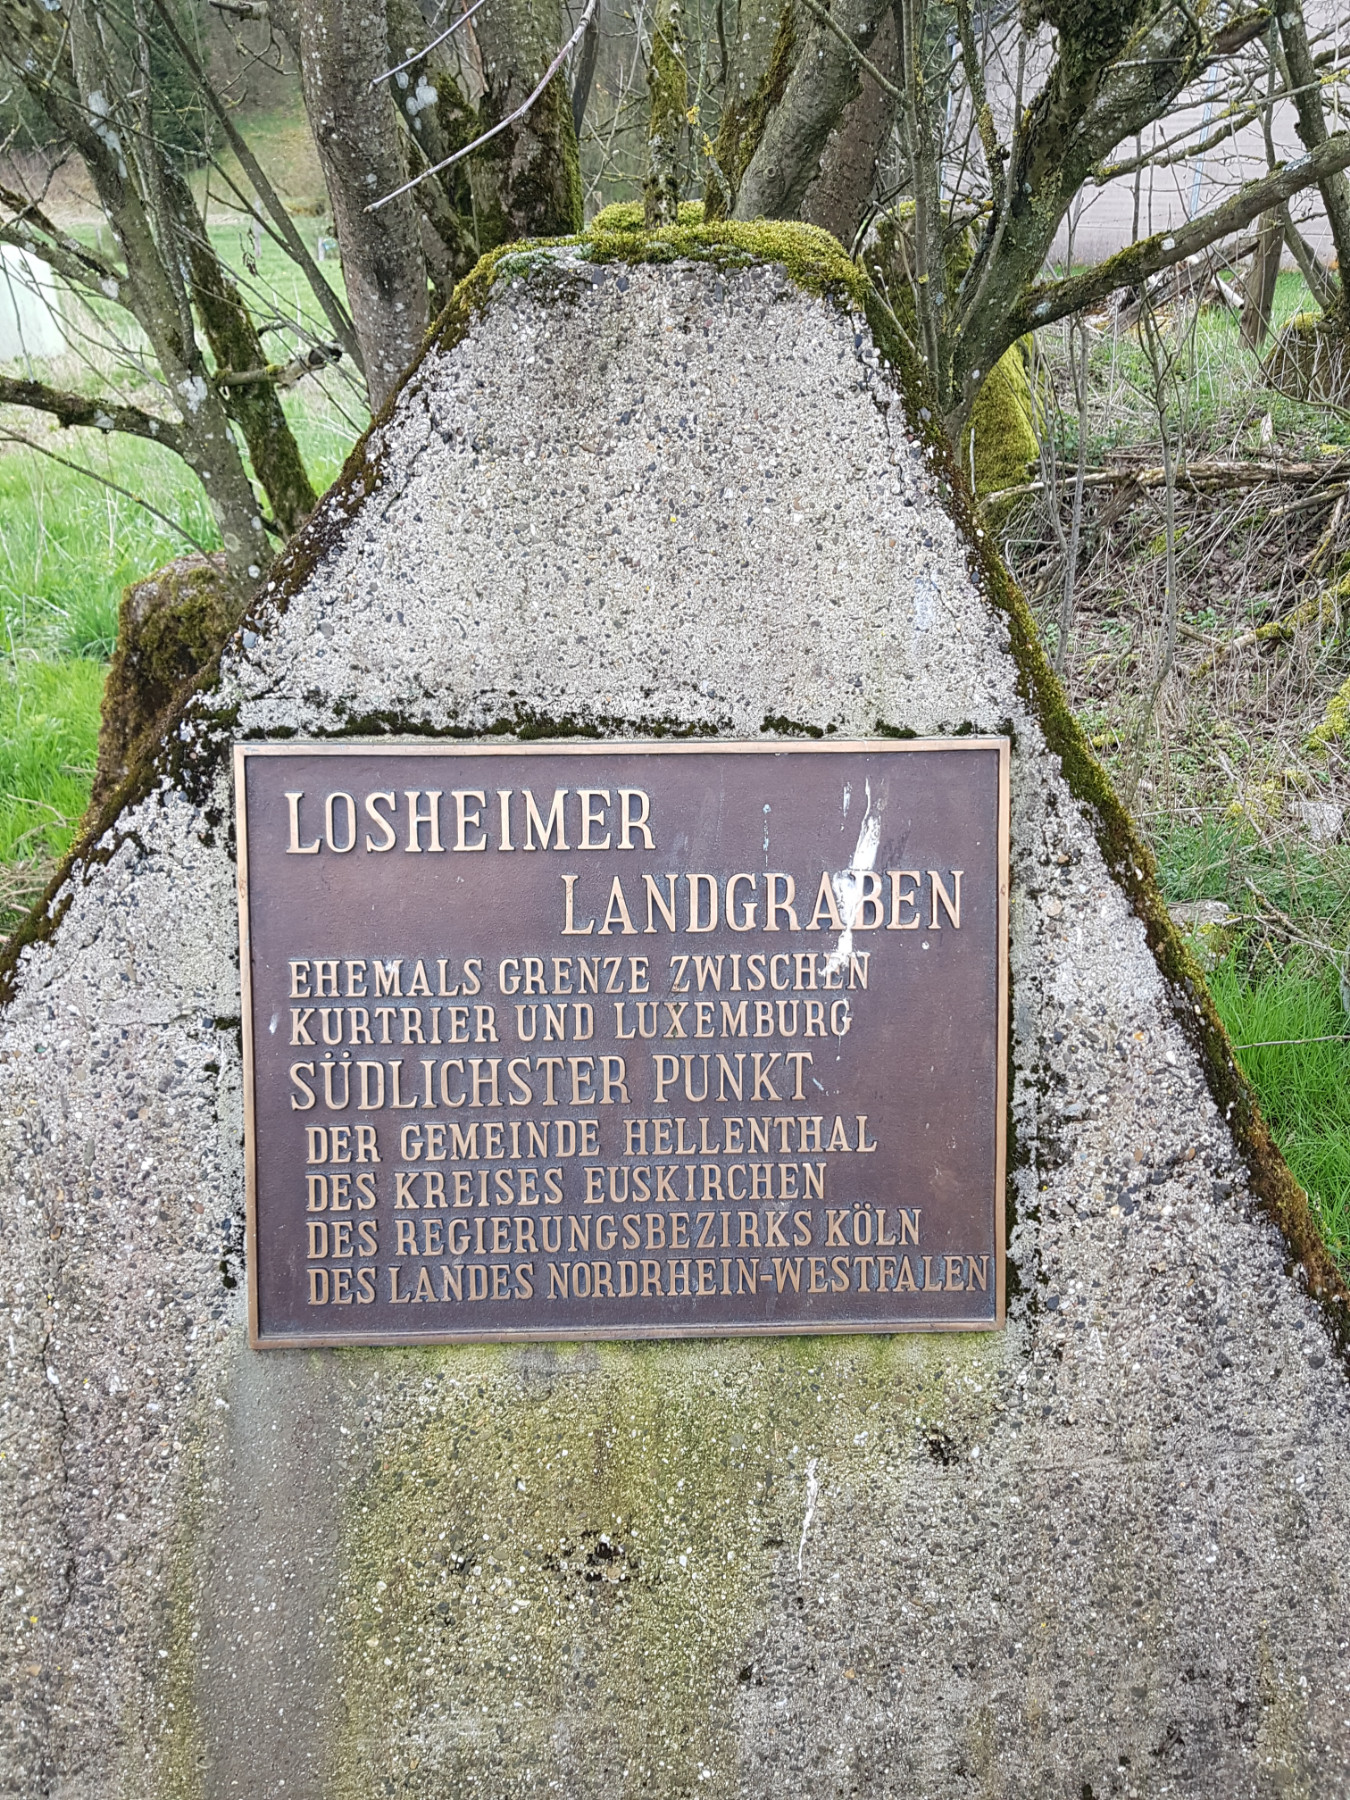 LOSHEIMER
LANDGRABEN
EHEMALS GRENZE ZWISCHEN
KURTRIER UND LUXEMBURG
SÜDLICHSTER PUNKT
DER GEMEINDE HELLENTHAL
DES KREISES EUSKIRCHEN
DES REGIERUNGSBEZIRKS KÖLN
DES LANDES NORDRHEIN-WESTFALEN